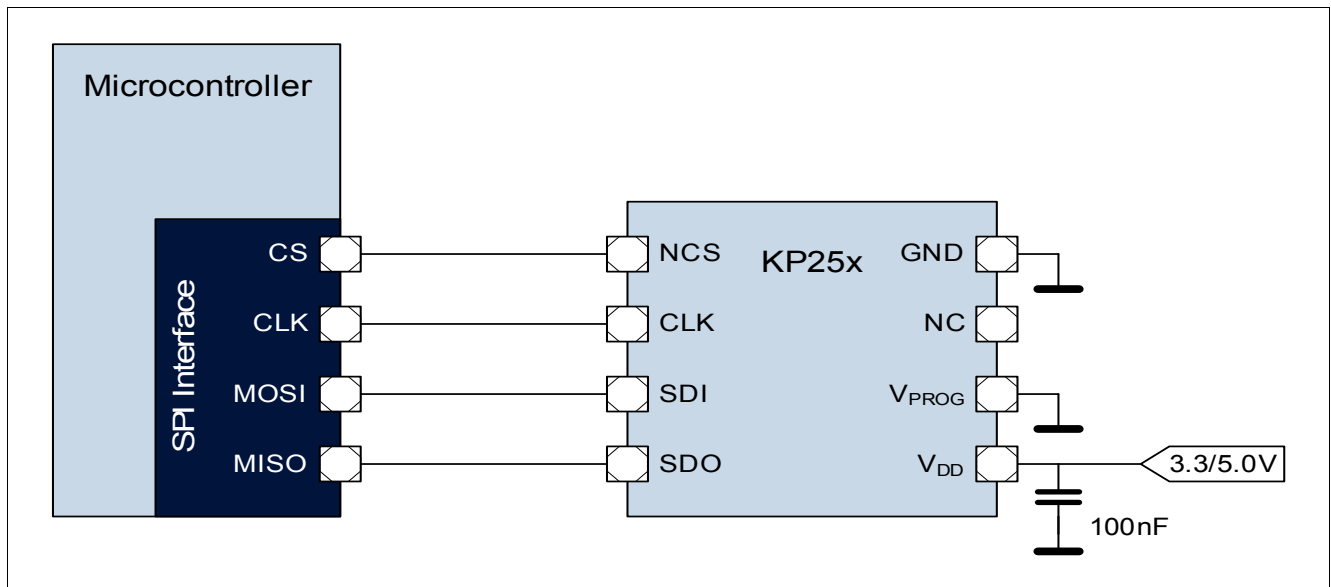 Microcontroller
SPI Interface
CS
CLK
MOSI
MISO
NCS
CLK
SDI
SDO
KP25x
GND
NC
VPROG
VDD
3.3/5.0V
100nF